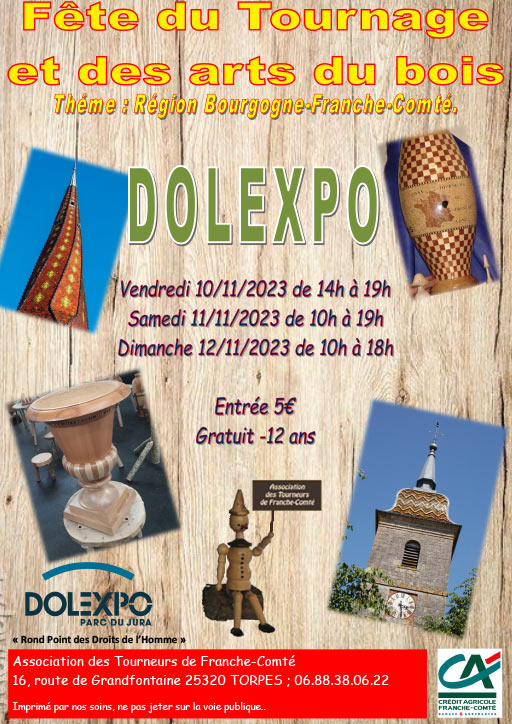 Fête du Tournage
et des arts du bois
Théme : Région Bourgogne-Franche-Comté.
DOLEXPO
Vendredi 10/11/2023 de 14h à 19h
Samedi 11/11/2023 de 10h à 19h
Dimanche 12/11/2023 de 10h à 18h
Entrée 5€
Gratuit -12 ans
Association
des Tourneurs
de Franche-Comté
DOLEXPO
PARC DU JURA
« Rond Point des Droits de l'Homme »
Association des Tourneurs de Franche-Comté
16, route de Grandfontaine 25320 TORPES ; 06.88.38.06.22
Imprimé par nos soins, ne pas jeter sur la voie publique..
CA
CRÉDIT AGRICOLE
FRANCHE-COMTÉ
BANQUE & ASSURANCES